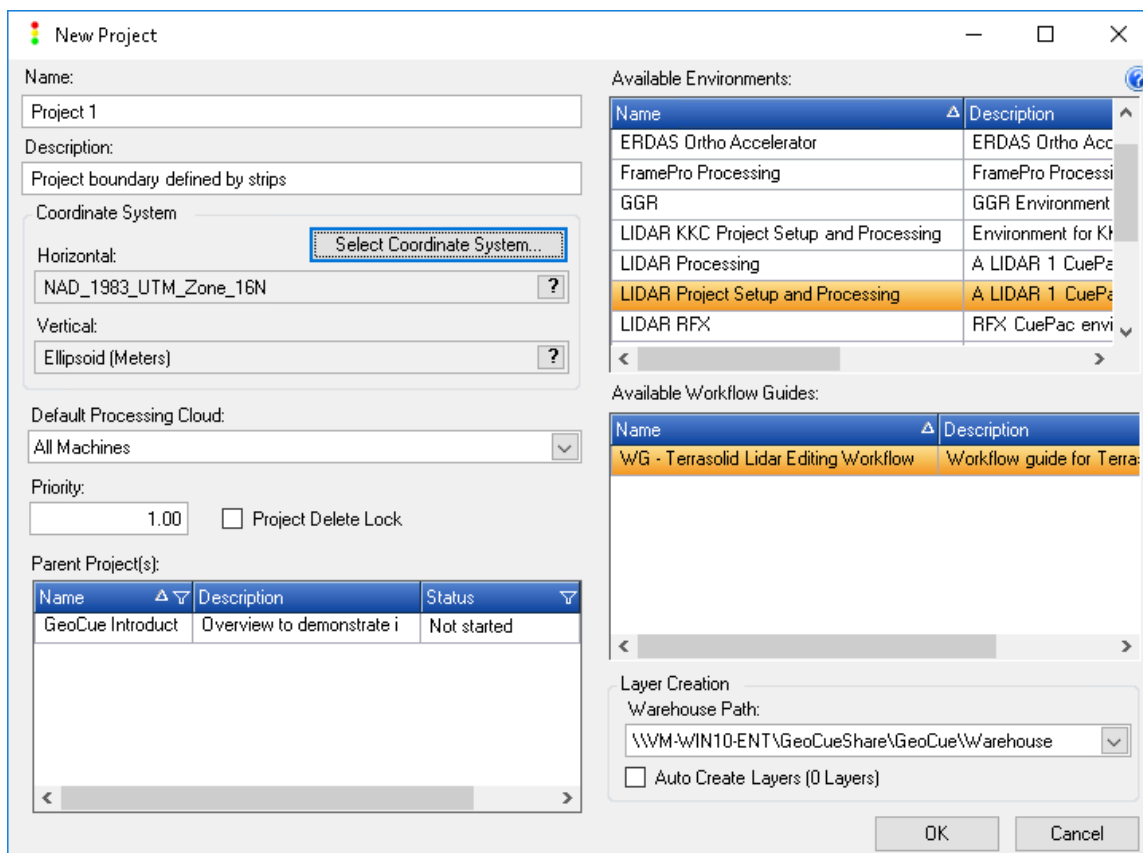 New Project
Name:
Project 1
Description:
Project boundary defined by strips
Coordinate System
Select Coordinate System...
Horizontal:
NAD_1983_UTM_Zone_16N
?
Vertical:
Ellipsoid (Meters)
?
Default Processing Cloud:
All Machines
Priority:
1.00
Project Delete Lock
Parent Project(s):
Name Description Status
GeoCue Introduct Overview to demonstrate i Not started
Available Environments:
?
Name Description
ERDAS Ortho Accelerator ERDAS Ortho Acc
FramePro Processing FramePro Processi
GGR GGR Environment
LIDAR KKC Project Setup and Processing Environment for KK
LIDAR Processing A LIDAR 1 CuePa
LIDAR Project Setup and Processing A LIDAR 1 CuePa
LIDAR RFX RFX CuePac envi
Available Workflow Guides:
Name Description
WG - Terrasolid Lidar Editing Workflow Workflow guide for Terra
Layer Creation
Warehouse Path:
\\VM-WIN10-ENT\GeoCueShare\GeoCue\Warehouse
Auto Create Layers (0 Layers)
OK Cancel